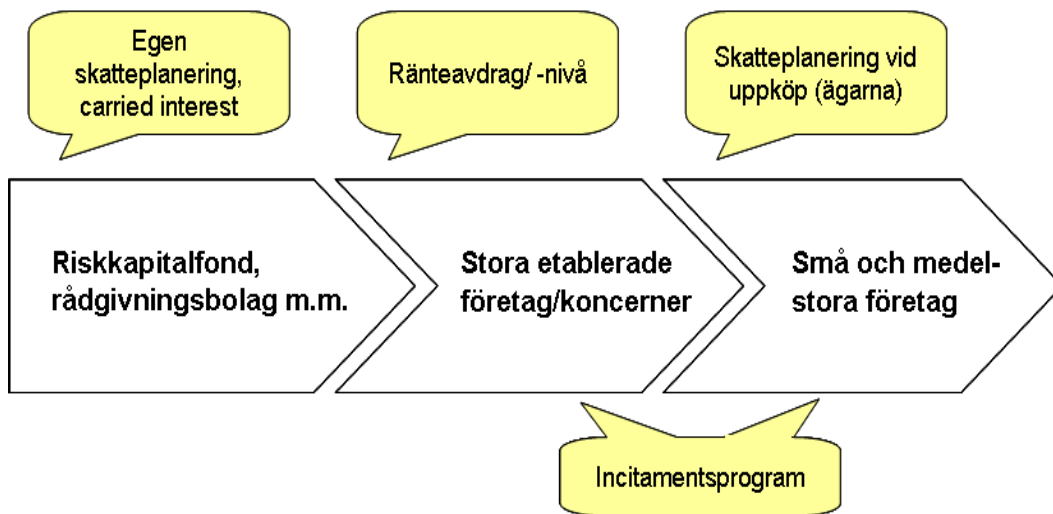 Egen
skatteplanering,
carried interest
Ränteavdrag/ -nivå
Skatteplanering vid
uppköp (ägarna)
Riskkapitalfond,
rådgivningsbolag m.m.
Stora etablerade
företag/koncerner
Små och medel-
stora företag
Incitamentsprogram